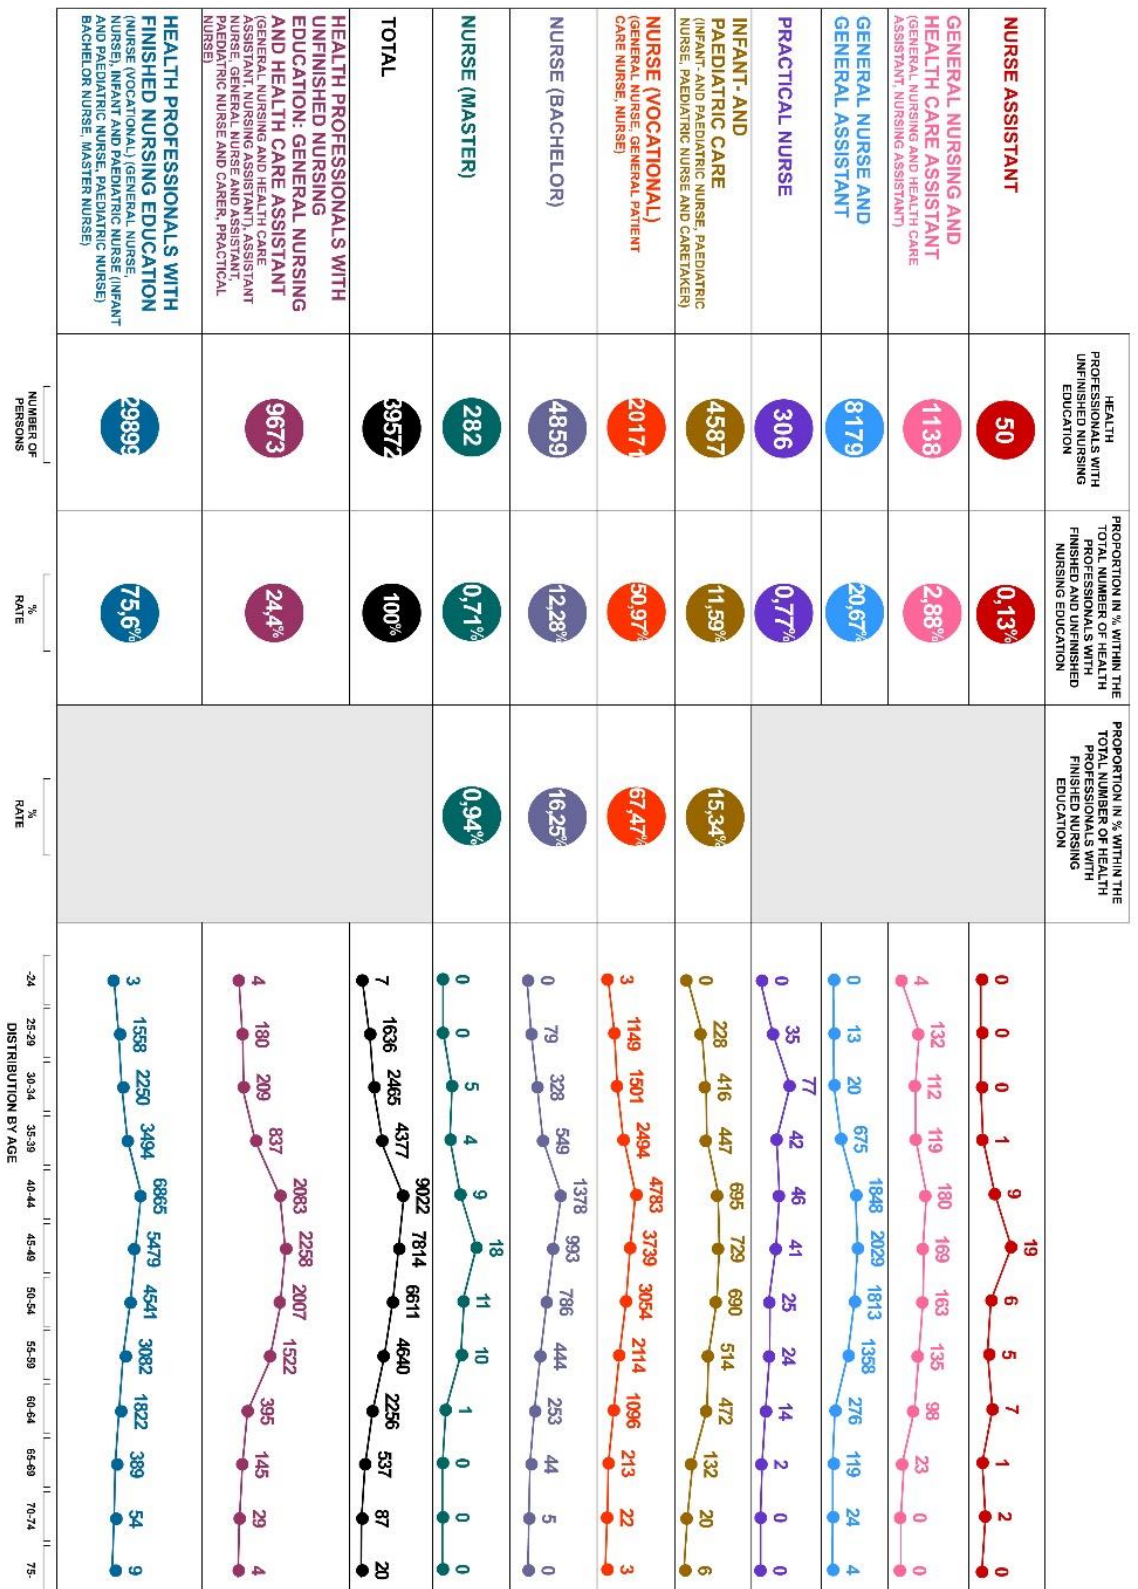 HEALTH
PROFESSIONALS WITH
UNFINISHED NURSING
EDUCATION
PROPORTION IN % WITHIN THE
TOTAL NUMBER OF HEALTH
PROFESSIONALS WITH
FINISHED AND UNFINISHED
NURSING EDUCATION
PROPORTION IN % WITHIN THE
TOTAL NUMBER OF HEALTH
PROFESSIONALS WITH
FINISHED NURSING
EDUCATION
NURSE ASSISTANT
50
0,13%
0 0 0 1 9 19 6 5 7 1 2 0
GENERAL NURSING AND
HEALTH CARE ASSISTANT
(GENERAL NURSING AND HEALTH CARE
ASSISTANT, NURSING ASSISTANT)
1138
2,88%
4 132 112 119 180 169 163 135 98 23 0 0
GENERAL NURSE AND
GENERAL ASSISTANT
8179
20,67%
0 13 20 675 1848 2029 1813 1358 276 119 24 4
PRACTICAL NURSE
306
0,77%
0 35 77 42 46 41 25 24 14 2 0 0
INFANT- AND
PAEDIATRIC CARE
(INFANT- AND PAEDIATRIC NURSE, PAEDIATRIC
NURSE, PAEDIATRIC NURSE AND CARETAKER)
4587
11,59%
15,34%
0 228 416 447 695 729 690 514 472 132 20 6
NURSE (VOCATIONAL)
(GENERAL NURSE, GENERAL PATIENT
CARE NURSE, NURSE)
20171
50,97%
67,47%
3 1149 1501 2494 4783 3739 3054 2114 1096 213 22 3
NURSE (BACHELOR)
4859
12,28%
16,25%
0 79 328 549 1378 993 786 444 253 44 5 0
NURSE (MASTER)
282
0,71%
0,94%
0 0 5 4 9 18 11 10 1 0 0 0
TOTAL
39572
100%
7 1636 2465 4377 9022 7814 6611 4640 2256 537 87 20
HEALTH PROFESSIONALS WITH
UNFINISHED NURSING
EDUCATION: GENERAL NURSING
AND HEALTH CARE ASSISTANT
(GENERAL NURSING AND HEALTH CARE
ASSISTANT, NURSING ASSISTANT), ASSISTANT
NURSE, GENERAL NURSE AND ASSISTANT,
PAEDIATRIC NURSE AND CARER, PRACTICAL
NURSE)
9673
24,4%
4 180 209 837 2083 2258 2007 1522 395 145 29 4
HEALTH PROFESSIONALS WITH
FINISHED NURSING EDUCATION
(NURSE (VOCATIONAL) (GENERAL NURSE,
NURSE), INFANT AND PAEDIATRIC NURSE (INFANT
AND PAEDIATRIC NURSE, PAEDIATRIC NURSE)
BACHELOR NURSE, MASTER NURSE)
29899
75,6%
3 1558 2250 3494 6865 5479 4541 3082 1822 389 54 9
NUMBER OF
PERSONS
%
RATE
%
RATE
-24 25-29 30-34 35-39 40-44 45-49 50-54 55-59 60-64 65-69 70-74 75-
DISTRIBUTION BY AGE